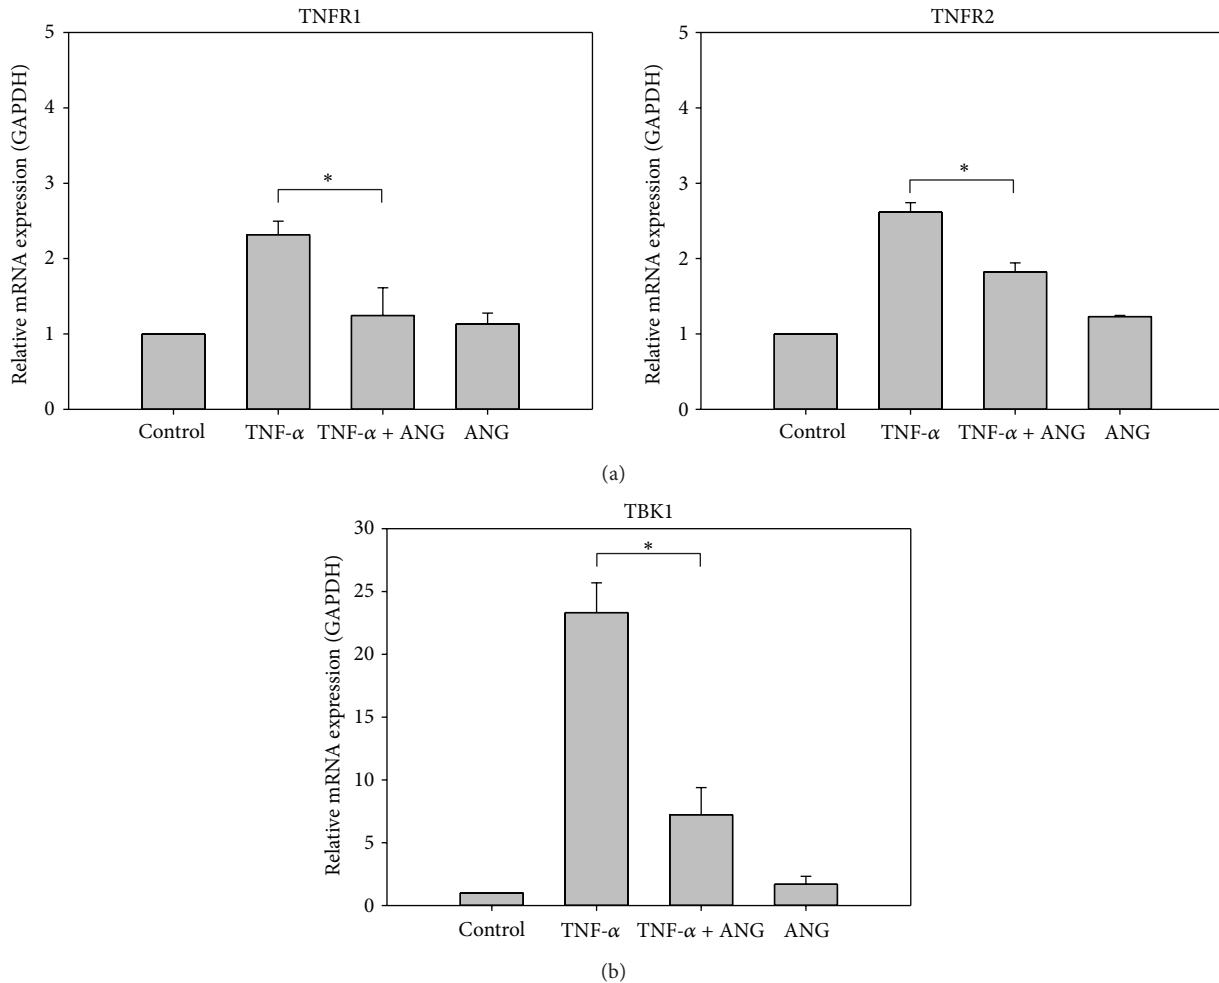 TNFR1
5
4
3
2
1
0
Relative mRNA expression (GAPDH)
*
Control TNF-α TNF-α + ANG ANG
TNFR2
5
4
3
2
1
0
Relative mRNA expression (GAPDH)
*
Control TNF-α TNF-α + ANG ANG
(a)
TBK1
30
25
20
15
10
5
0
Relative mRNA expression (GAPDH)
*
Control TNF-α TNF-α + ANG ANG
(b)